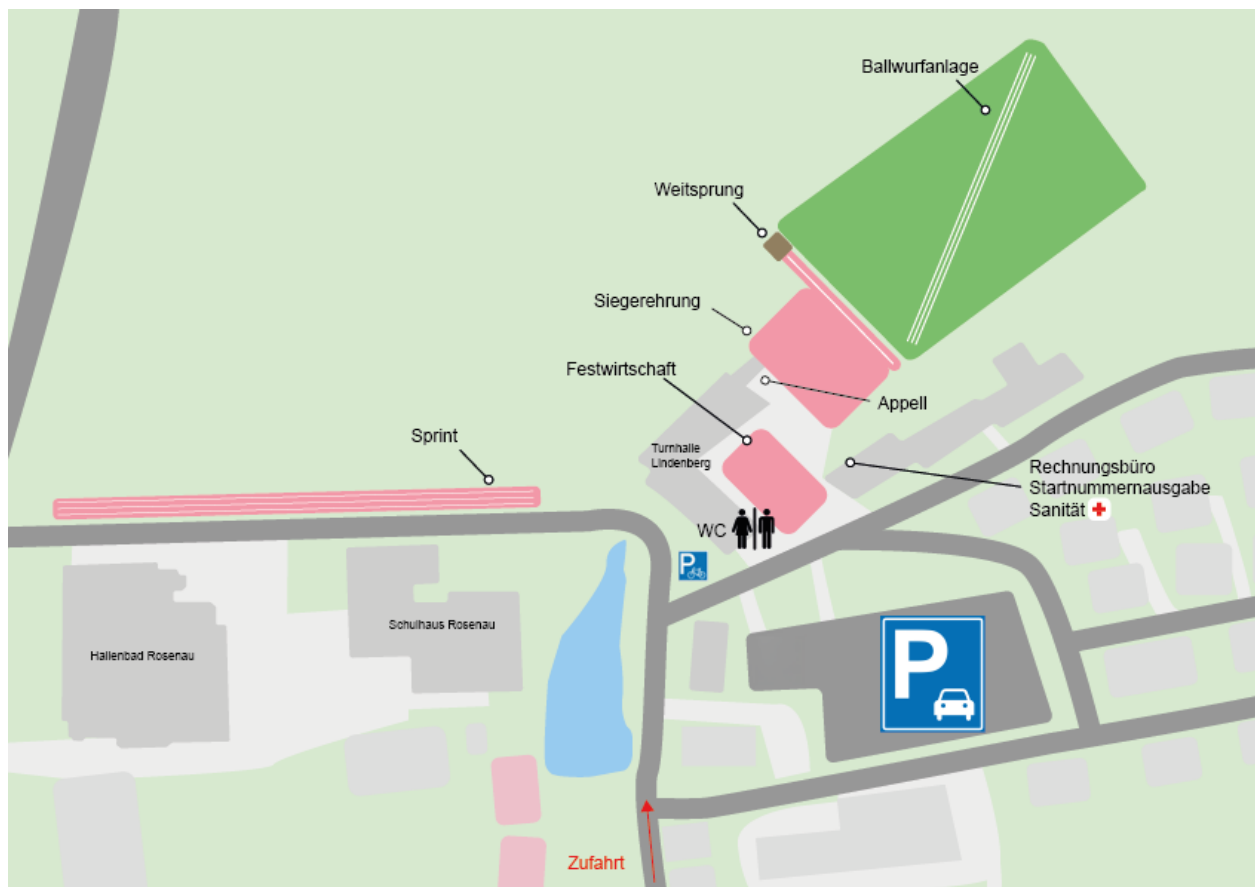 Ballwurfanlage
Weitsprung
Siegerehrung
Festwirtschaft
Appell
Sprint
Turnhalle
Lindenberg
Rechnungsbüro
Startnummernausgabe
Sanität
WC
P
Schulhaus Rosenau
Hallenbad Rosenau
P
Zufahrt